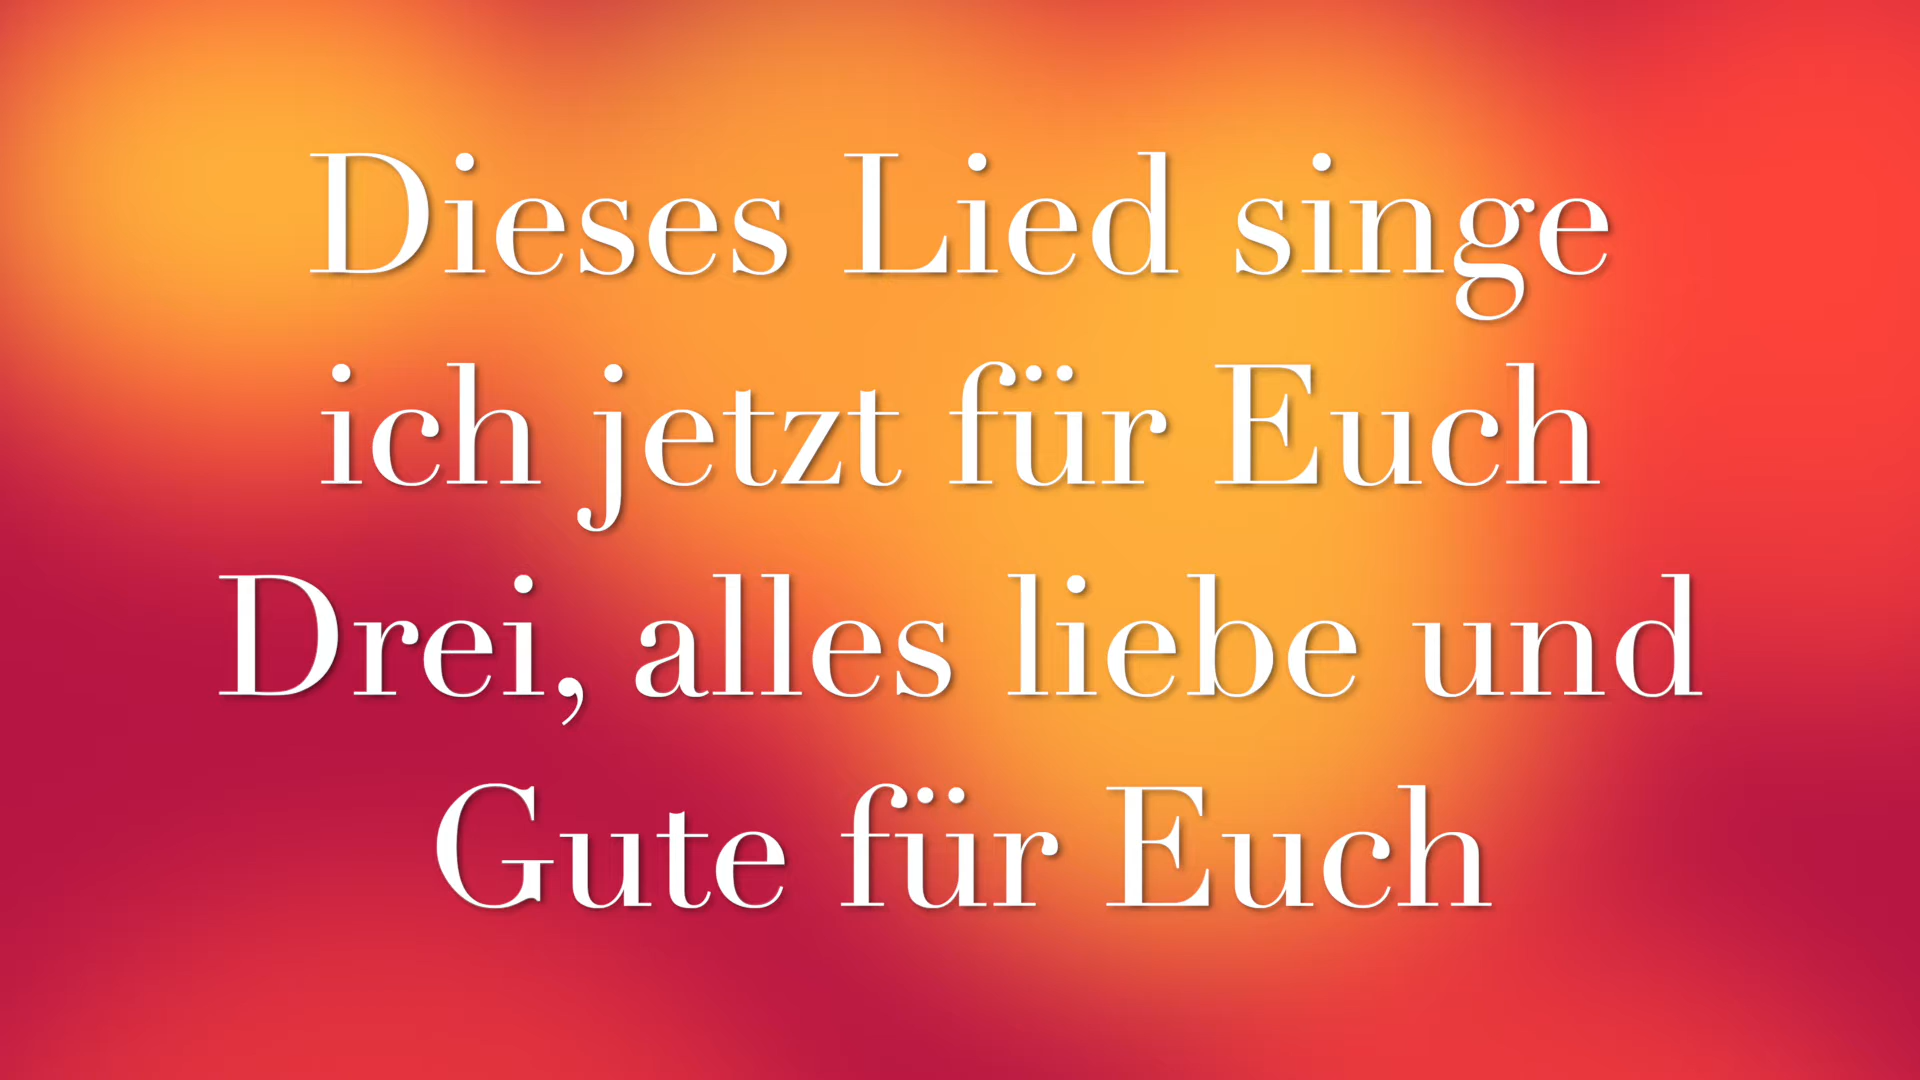 Dieses Lied singe
ich jetzt für Euch
Drei, alles liebe und
Gute für Euch